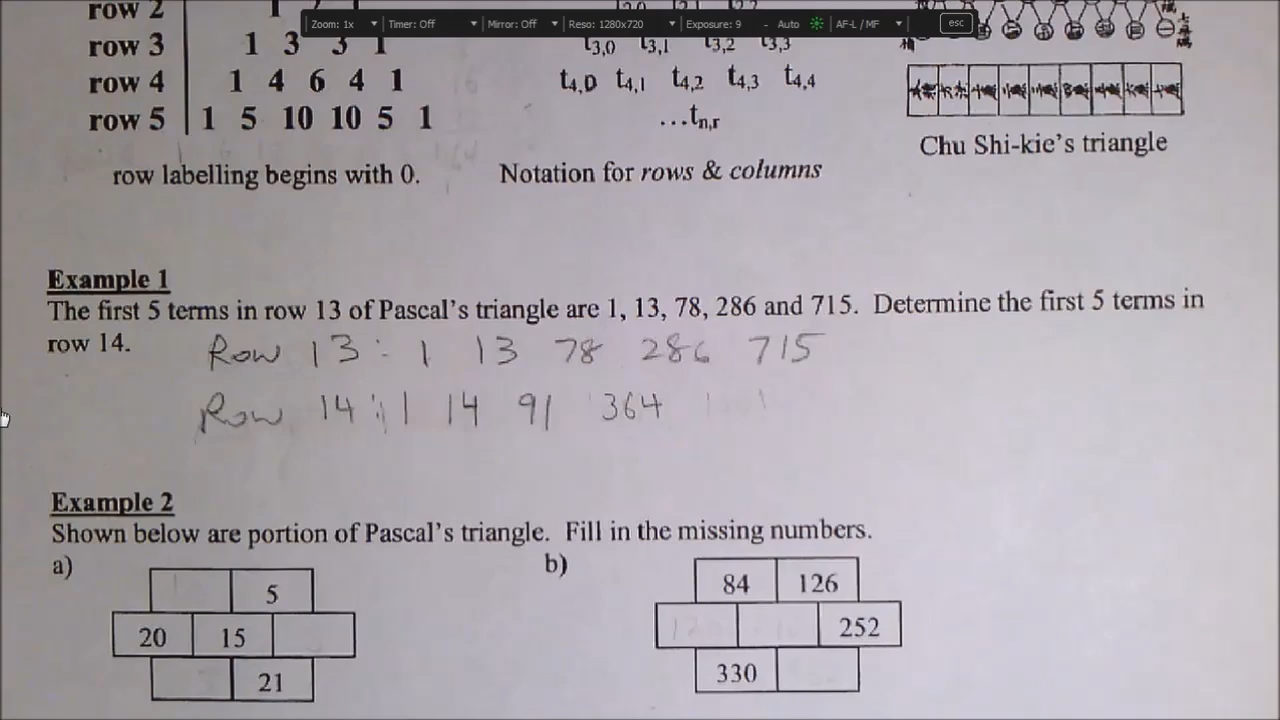 Zoom: 1x Timer: Off Mirror: Off Reso: 1280x720 Exposure: 9 - Auto AF-L / MF esc
row 2 1
row 3 1 3 3 1 t3,0 t3,1 t3,2 t3,3
row 4 1 4 6 4 1 t4,0 t4,1 t4,2 t4,3 t4,4
row 5 1 5 10 10 5 1 ...tn,r
Chu Shi-kie's triangle
row labelling begins with 0. Notation for rows & columns
Example 1
The first 5 terms in row 13 of Pascal's triangle are 1, 13, 78, 286 and 715. Determine the first 5 terms in
row 14.
Row 13 : 1 13 78 286 715
Row 14 : 1 14 91 364
Example 2
Shown below are portion of Pascal's triangle. Fill in the missing numbers.
a) b)
5 84 126
20 15 252
21 330